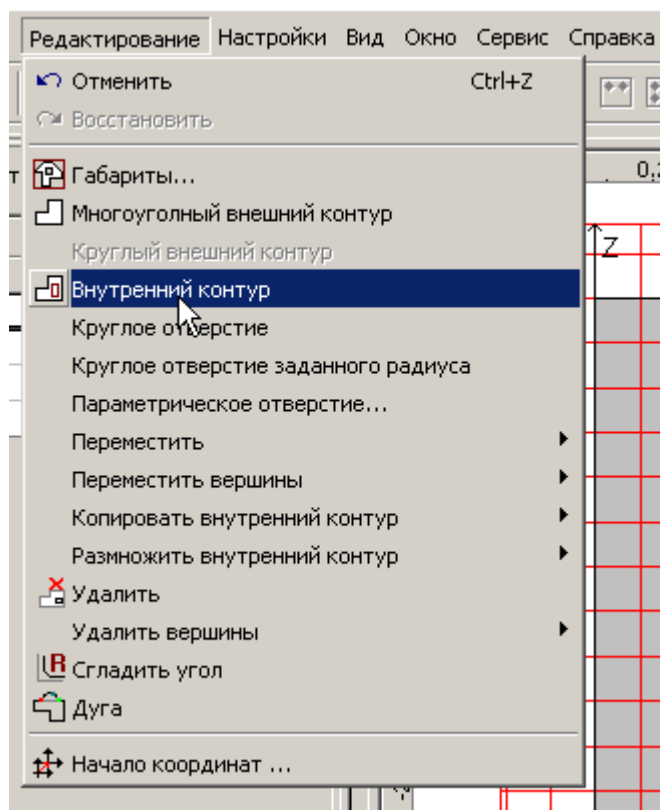 Редактирование Настройки Вид Окно Сервис Справка
Отменить Ctrl+Z
Восстановить
Габариты...
Многоугольный внешний контур
Круглый внешний контур
Внутренний контур
Круглое отверстие
Круглое отверстие заданного радиуса
Параметрическое отверстие...
Переместить
Переместить вершины
Копировать внутренний контур
Размножить внутренний контур
Удалить
Удалить вершины
Сгладить угол
Дуга
Начало координат ...
Z